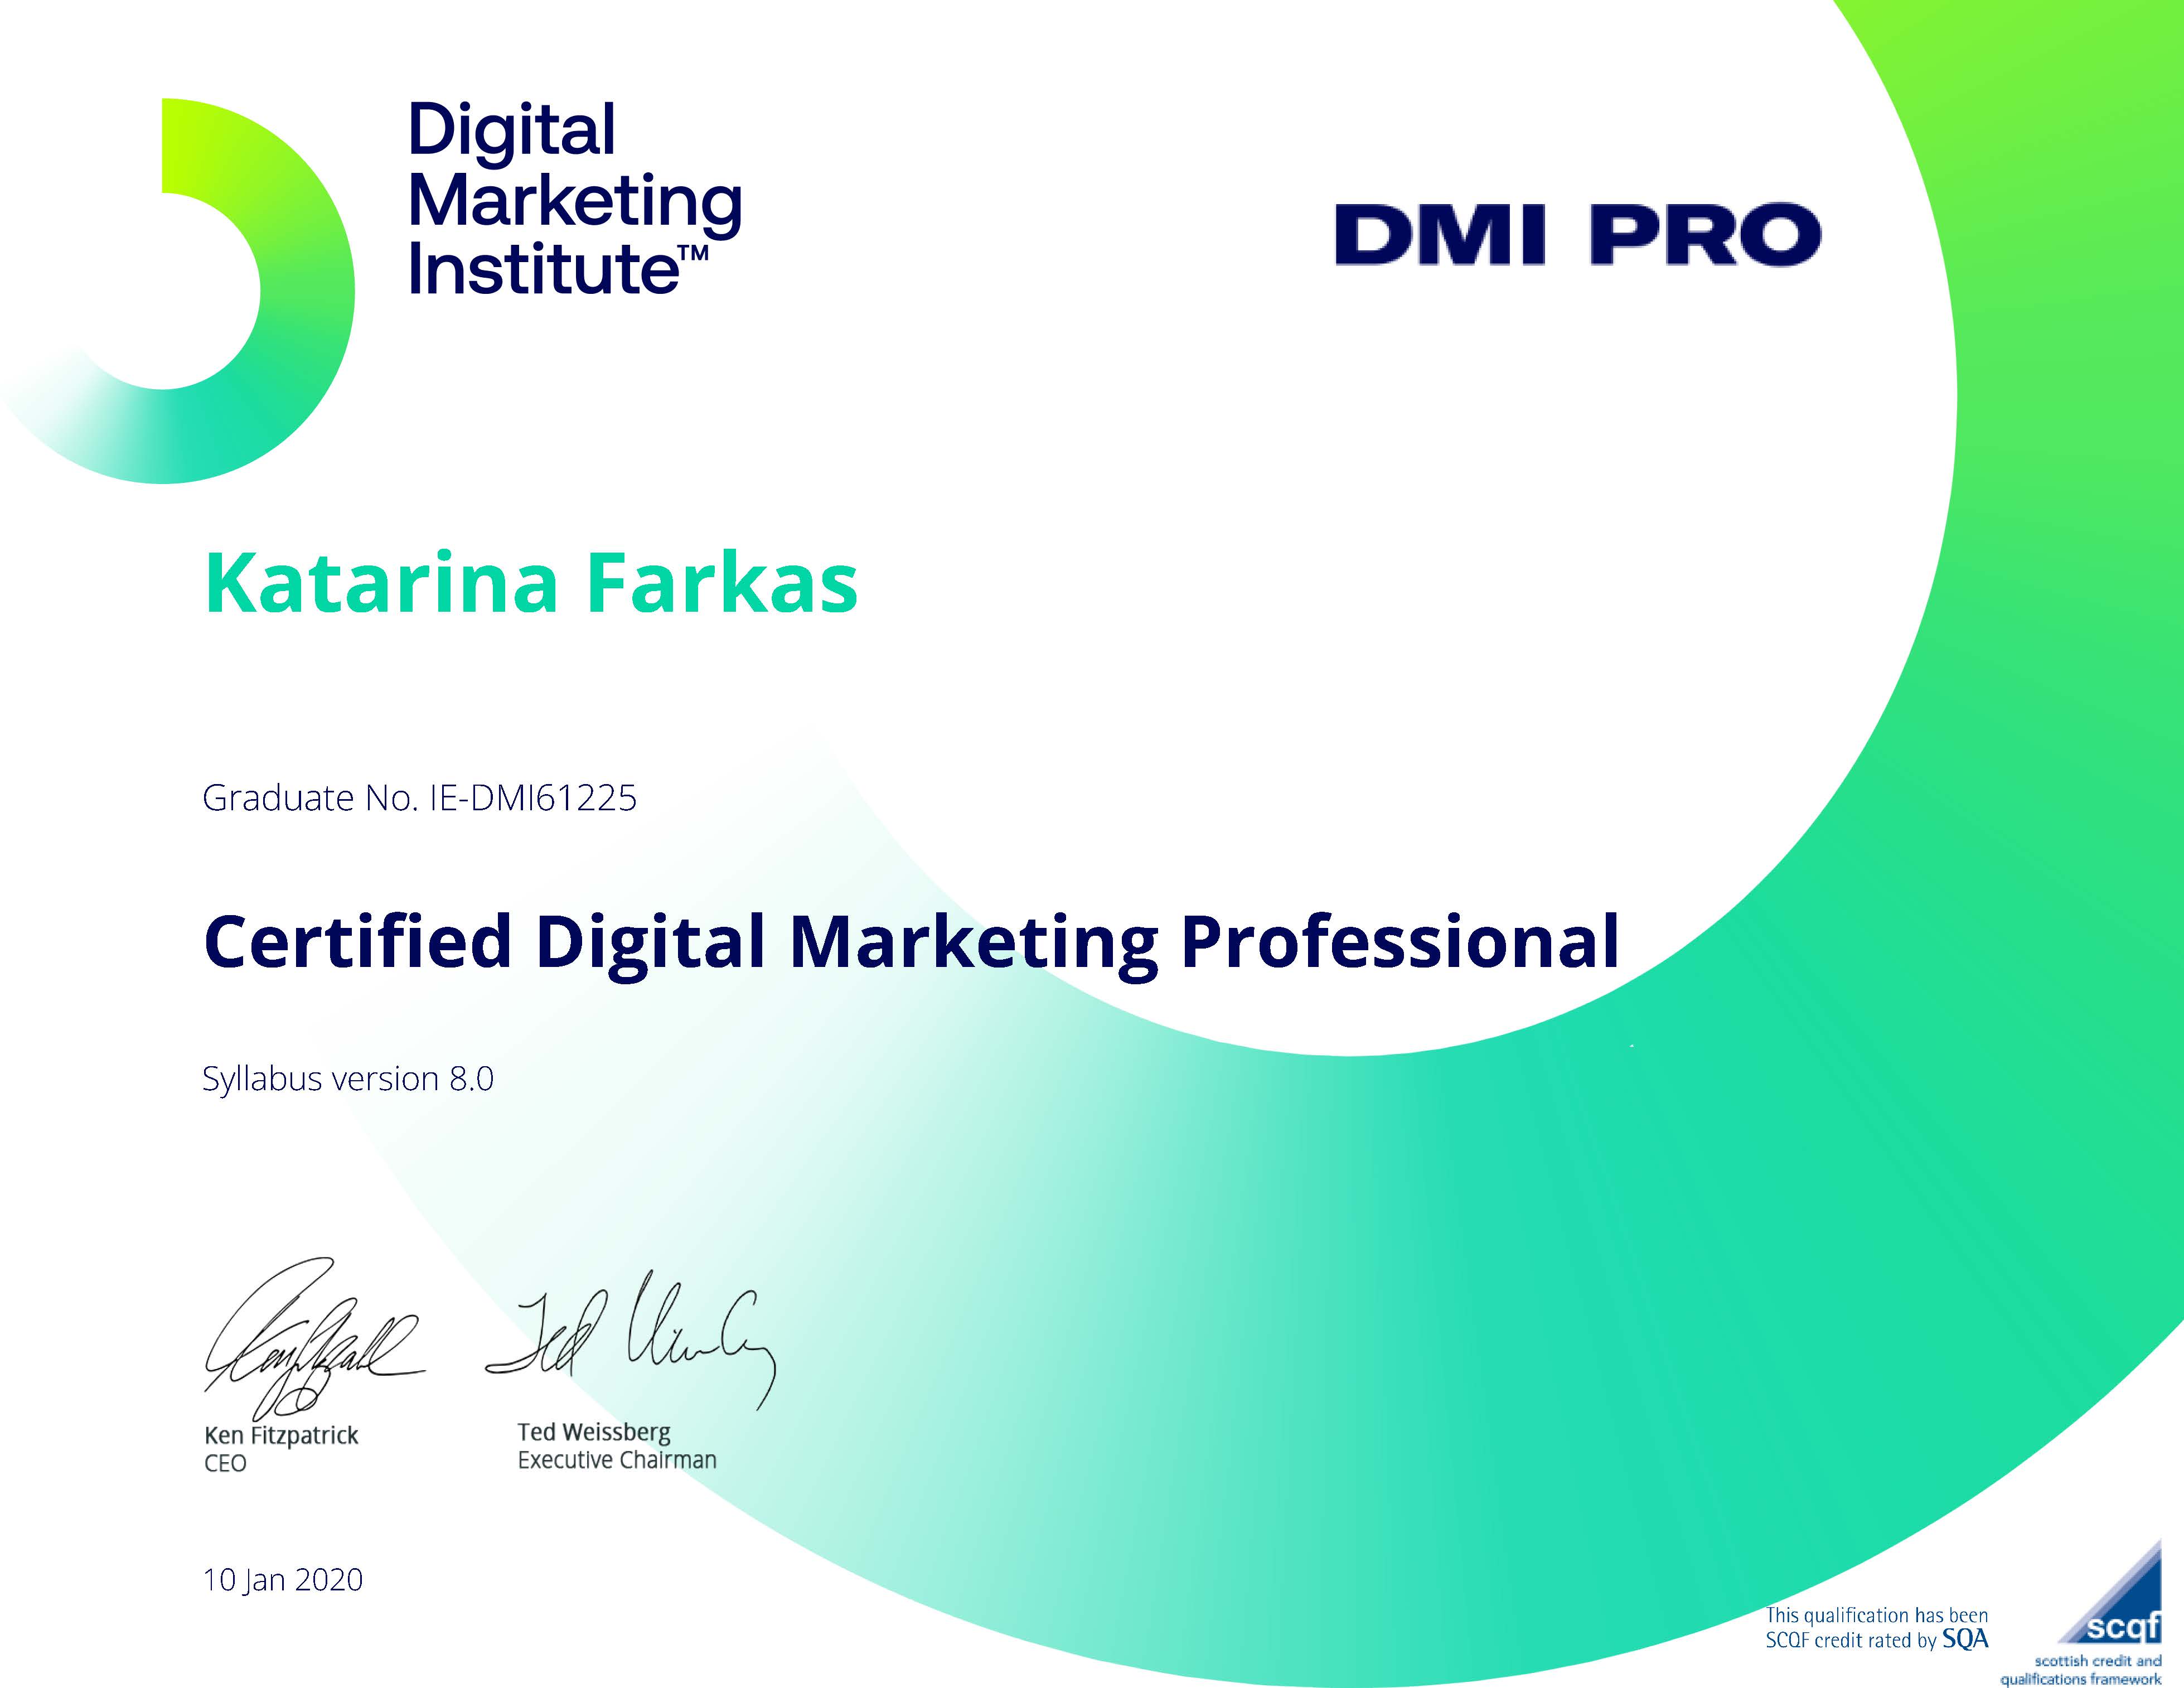 Digital
Marketing
Institute™
DMI PRO
Katarina Farkas
Graduate No. IE-DMI61225
Certified Digital Marketing Professional
Syllabus version 8.0
Ken Fitzpatrick
CEO
Ted Weissberg
Executive Chairman
10 Jan 2020
This qualification has been
SCQF credit rated by SQA
scqf
scottish credit and
qualifications framework